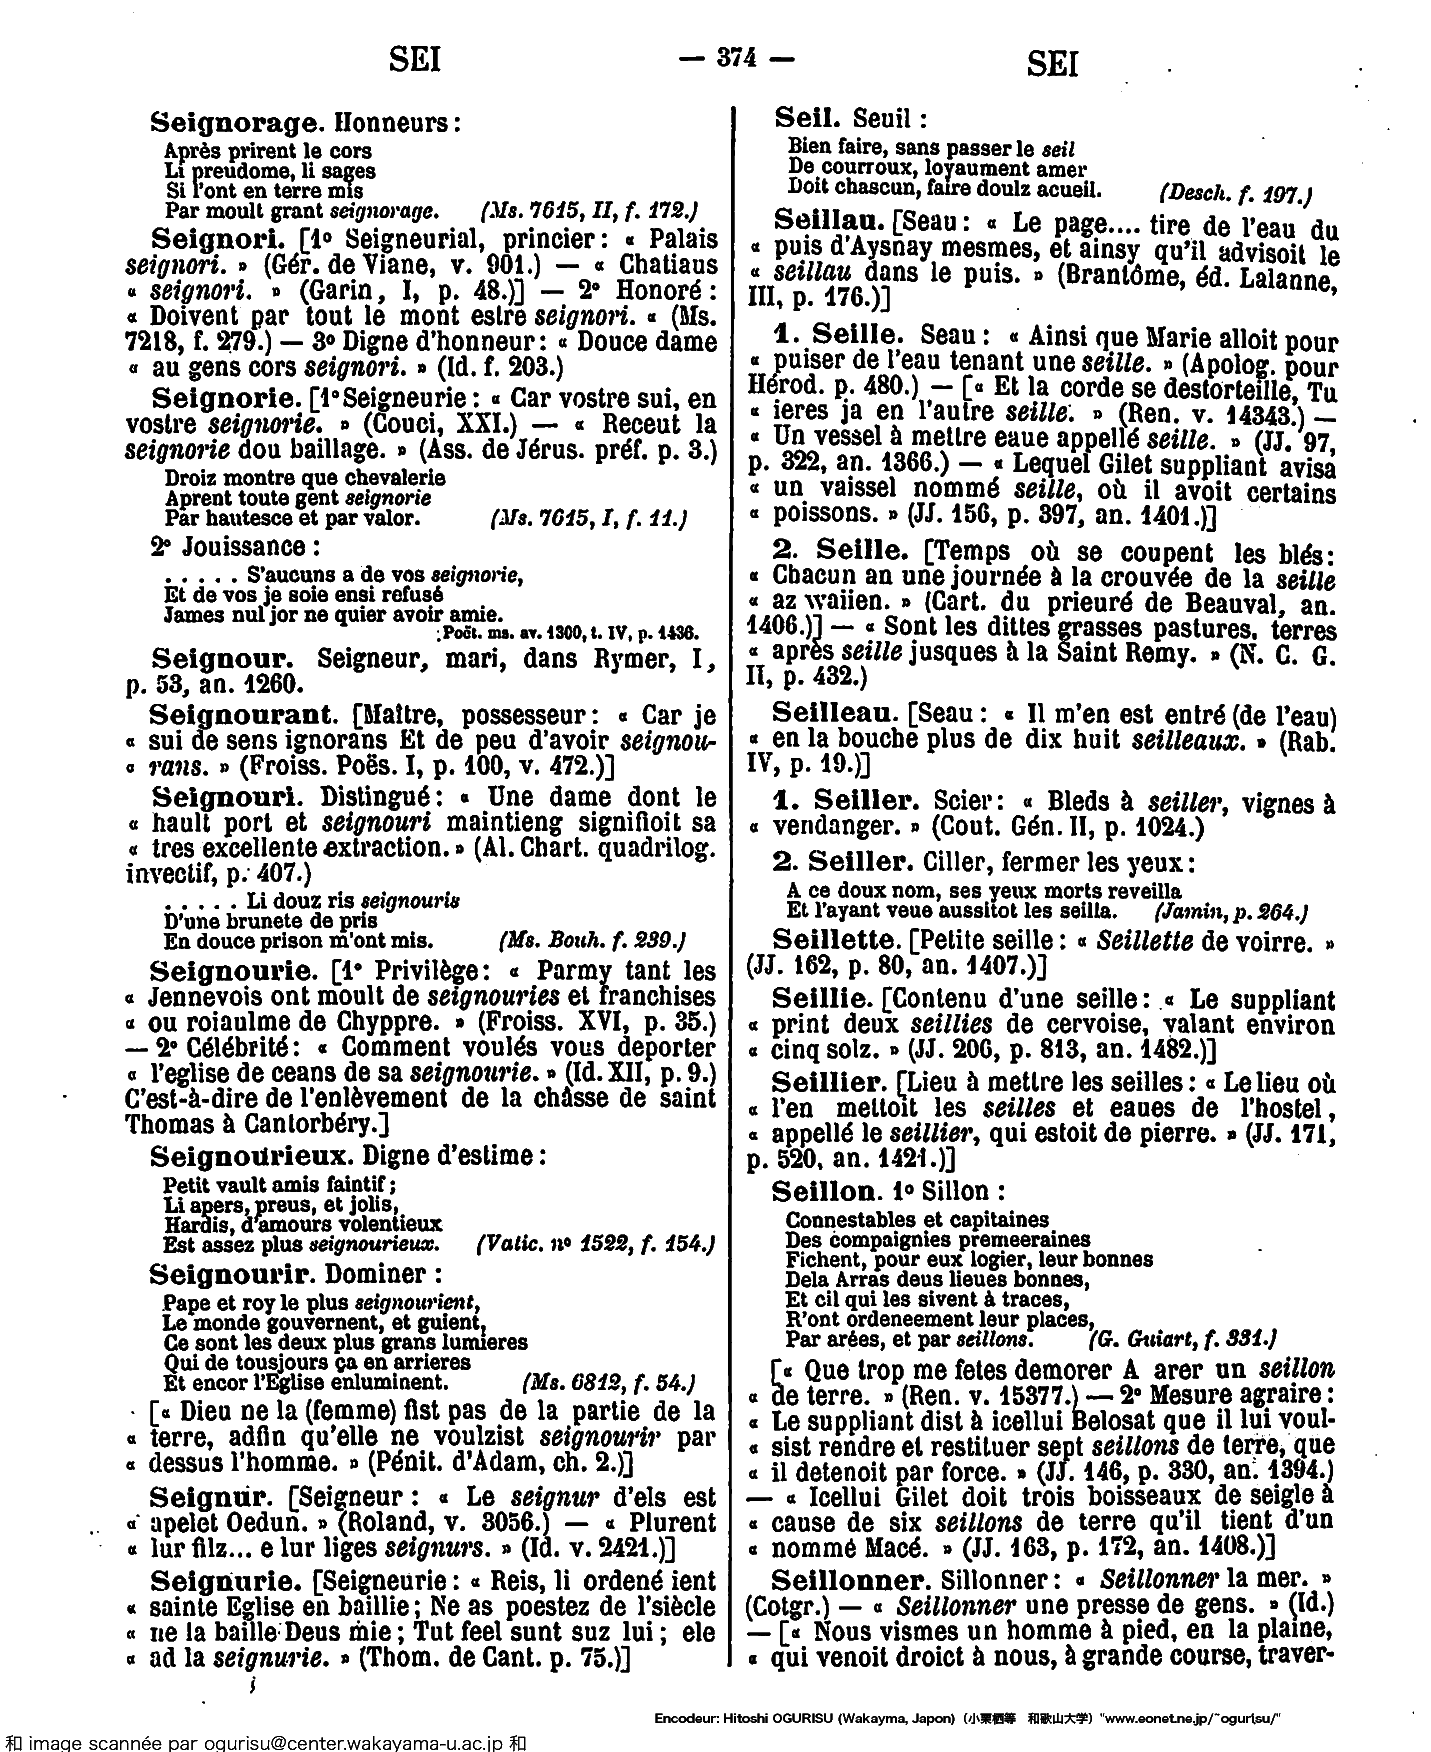 SEI
— 374 —
SEI
Seignorage. Honneurs :
Après prirent le cors
Li preudome, li sages
Si l'ont en terre mis
Par moult grant seignorage. (Ms. 7615, II, f. 172.)
Seignori. [1º Seigneurial, princier : « Palais
seignori. » (Gér. de Viane, v. 901.) — « Chatiaus
« seignori. » (Garin, I, p. 48.)] — 2º Honoré :
« Doivent par tout le mont estre seignori. « (Ms.
7218, f. 279.) — 3º Digne d'honneur : « Douce dame
« au gens cors seignori. » (Id. f. 203.)
Seignorie. [1º Seigneurie : « Car vostre sui, en
vostre seignorie. » (Couci, XXI.) — « Receut la
seignorie dou baillage. » (Ass. de Jérus. préf. p. 3.)
Droiz montre que chevalerie
Aprent toute gent seignorie
Par hautesce et par valor. (Ms. 7615, I, f. 11.)
2º Jouissance :
. . . . . S'aucuns a de vos seignorie,
Et de vos je soie ensi refusé
James nul jor ne quier avoir amie.
Poët. ms. av. 1300, t. IV, p. 1436.
Seignour. Seigneur, mari, dans Rymer, I,
p. 53, an. 1260.
Seignourant. [Maître, possesseur : « Car je
« sui de sens ignorans Et de peu d'avoir seignou-
« rans. » (Froiss. Poës. I, p. 100, v. 472.)]
Seignouri. Distingué : « Une dame dont le
« hault port et seignouri maintieng signifioit sa
« tres excellente extraction. » (Al. Chart. quadrilog.
invectif, p. 407.)
. . . . . Li douz ris seignouris
D'une brunete de pris
En douce prison m'ont mis. (Ms. Bouh. f. 239.)
Seignourie. [1º Privilège : « Parmy tant les
« Jennevois ont moult de seignouries et franchises
« ou roiaulme de Chyppre. » (Froiss. XVI, p. 35.)
— 2º Célébrité : « Comment voulés vous deporter
« l'eglise de ceans de sa seignourie. » (Id. XII, p. 9.)
C'est-à-dire de l'enlèvement de la châsse de saint
Thomas à Cantorbéry.]
Seignourieux. Digne d'estime :
Petit vault amis faintif ;
Li apers, preus, et jolis,
Hardis, d'amours volentieux
Est assez plus seignourieux. (Vatic. nº 1522, f. 154.)
Seignourir. Dominer :
Pape et roy le plus seignourient,
Le monde gouvernent, et guient,
Ce sont les deux plus grans lumieres
Qui de tousjours ça en arrieres
Et encor l'Eglise enluminent. (Ms. 6812, f. 54.)
[« Dieu ne la (femme) fist pas de la partie de la
« terre, adfin qu'elle ne voulzist seignourir par
« dessus l'homme. » (Pénit. d'Adam, ch. 2.)]
Seignur. [Seigneur : « Le seignur d'els est
« apelet Oedun. » (Roland, v. 3056.) — « Plurent
« lur filz... e lur liges seignurs. » (Id. v. 2421.)]
Seignurie. [Seigneurie : « Reis, li ordené ient
« sainte Eglise en baillie ; Ne as poestez de l'siècle
« ne la baille Deus mie ; Tut feel sunt suz lui ; ele
« ad la seignurie. » (Thom. de Cant. p. 75.)]
Seil. Seuil :
Bien faire, sans passer le seil
De courroux, loyaument amer
Doit chascun, faire doulz acueil. (Desch. f. 197.)
Seillau. [Seau : « Le page.... tire de l'eau du
« puis d'Aysnay mesmes, et ainsy qu'il advisoit le
« seillau dans le puis. » (Brantôme, éd. Lalanne,
III, p. 176.)]
1. Seille. Seau : « Ainsi que Marie alloit pour
« puiser de l'eau tenant une seille. » (Apolog. pour
Hérod. p. 480.) — [« Et la corde se destorteille, Tu
« ieres ja en l'autre seille. » (Ren. v. 14343.) —
« Un vessel à mettre eaue appellé seille. » (JJ. 97,
p. 322, an. 1366.) — « Lequel Gilet suppliant avisa
« un vaissel nommé seille, où il avoit certains
« poissons. » (JJ. 156, p. 397, an. 1401.)]
2. Seille. [Temps où se coupent les blés :
« Chacun an une journée à la crouvée de la seille
« az waiien. » (Cart. du prieuré de Beauval, an.
1406.)] — « Sont les dittes grasses pastures, terres
« après seille jusques à la Saint Remy. » (N. C. G.
II, p. 432.)
Seilleau. [Seau : « Il m'en est entré (de l'eau)
« en la bouche plus de dix huit seilleaux. » (Rab.
IV, p. 19.)]
1. Seiller. Scier : « Bleds à seiller, vignes à
« vendanger. » (Cout. Gén. II, p. 1024.)
2. Seiller. Ciller, fermer les yeux :
A ce doux nom, ses yeux morts reveilla
Et l'ayant veue aussitot les seilla. (Jamin, p. 264.)
Seillette. [Petite seille : « Seillette de voirre. »
(JJ. 162, p. 80, an. 1407.)]
Seillie. [Contenu d'une seille : « Le suppliant
« print deux seillies de cervoise, valant environ
« cinq solz. » (JJ. 206, p. 813, an. 1482.)]
Seillier. [Lieu à mettre les seilles : « Le lieu où
« l'en mettoit les seilles et eaues de l'hostel,
« appellé le seillier, qui estoit de pierre. » (JJ. 171,
p. 520, an. 1421.)]
Seillon. 1º Sillon :
Connestables et capitaines
Des compaignies premeeraines
Fichent, pour eux logier, leur bonnes
Dela Arras deus lieues bonnes,
Et cil qui les sivent à traces,
R'ont ordeneement leur places,
Par arées, et par seillons. (G. Guiart, f. 331.)
[« Que trop me fetes demorer A arer un seillon
« de terre. » (Ren. v. 15377.) — 2º Mesure agraire :
« Le suppliant dist à icellui Belosat que il lui voul-
« sist rendre et restituer sept seillons de terre, que
« il detenoit par force. » (JJ. 146, p. 330, an. 1394.)
— « Icellui Gilet doit trois boisseaux de seigle à
« cause de six seillons de terre qu'il tient d'un
« nommé Macé. » (JJ. 163, p. 172, an. 1408.)]
Seillonner. Sillonner : « Seillonner la mer. »
(Cotgr.) — « Seillonner une presse de gens. » (Id.)
— [« Nous vismes un homme à pied, en la plaine,
« qui venoit droict à nous, à grande course, traver-
Encodeur: Hitoshi OGURISU (Wakayma, Japon) (小栗栖等 和歌山大学) "www.eonet.ne.jp/~ogurisu/"
和 image scannée par ogurisu@center.wakayama-u.ac.jp 和